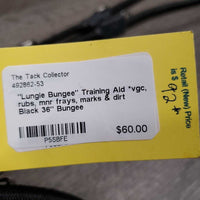 The Tack Collector
492862-53
"Lungie Bungee" Training Aid *vgc,
rubs, mnr frays, marks & dirt
Black 36" Bungee
$60.00
P5SBFE
Retail (New) Price
is $ 92+